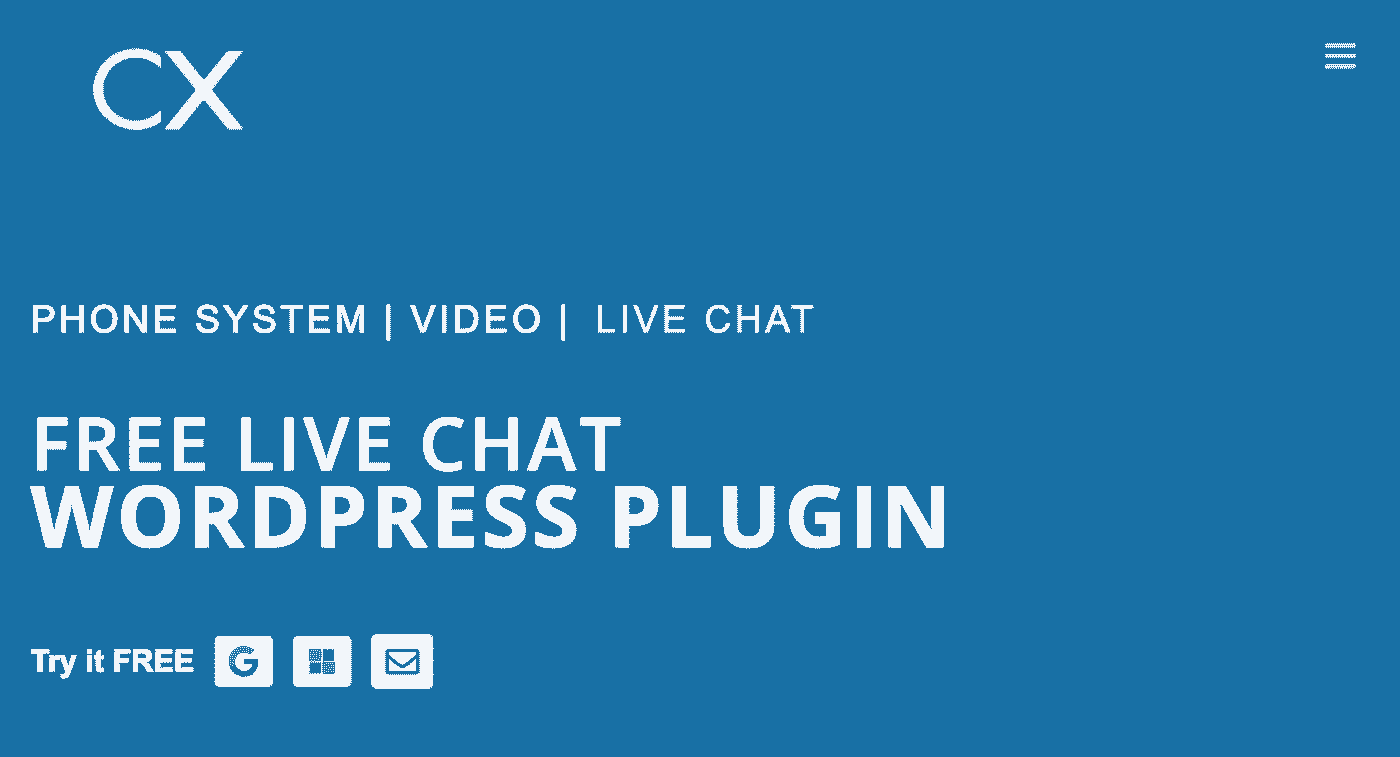 CX
PHONE SYSTEM | VIDEO | LIVE CHAT
FREE LIVE CHAT
WORDPRESS PLUGIN
Try it FREE G